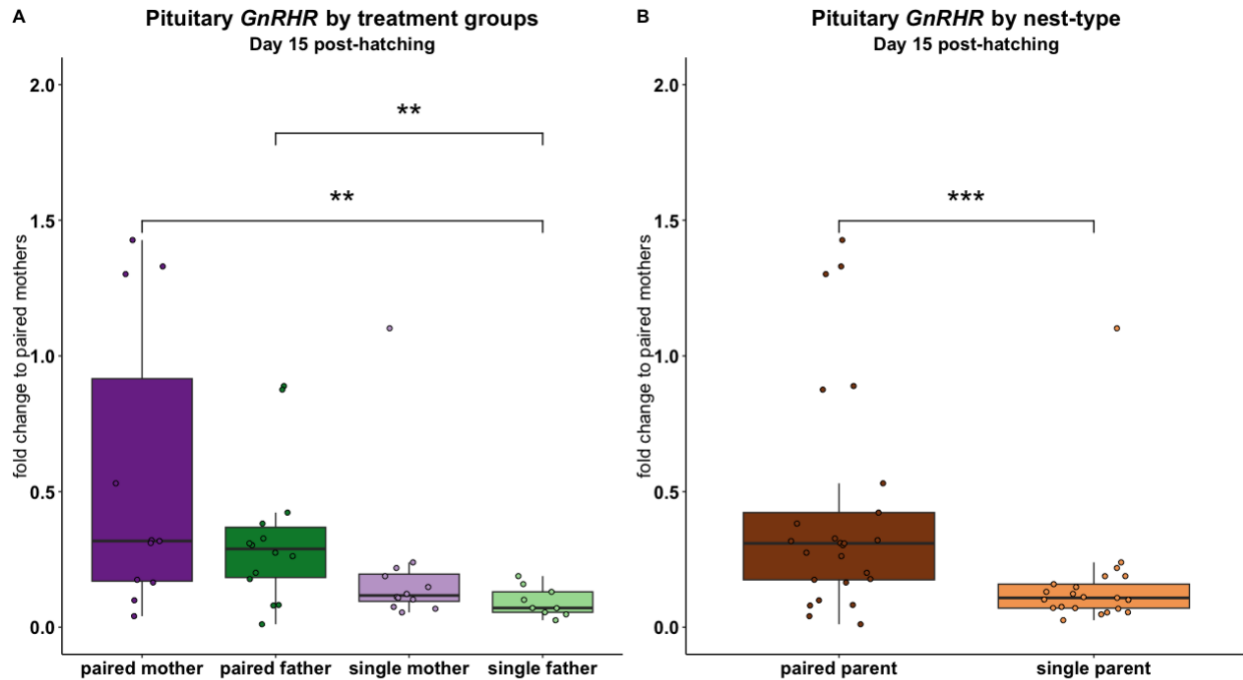 A
Pituitary GnRHR by treatment groups
Day 15 post-hatching
fold change to paired mothers
2.0
1.5
1.0
0.5
0.0
**
**
paired mother
paired father
single mother
single father
B
Pituitary GnRHR by nest-type
Day 15 post-hatching
fold change to paired mothers
2.0
1.5
1.0
0.5
0.0
***
paired parent
single parent